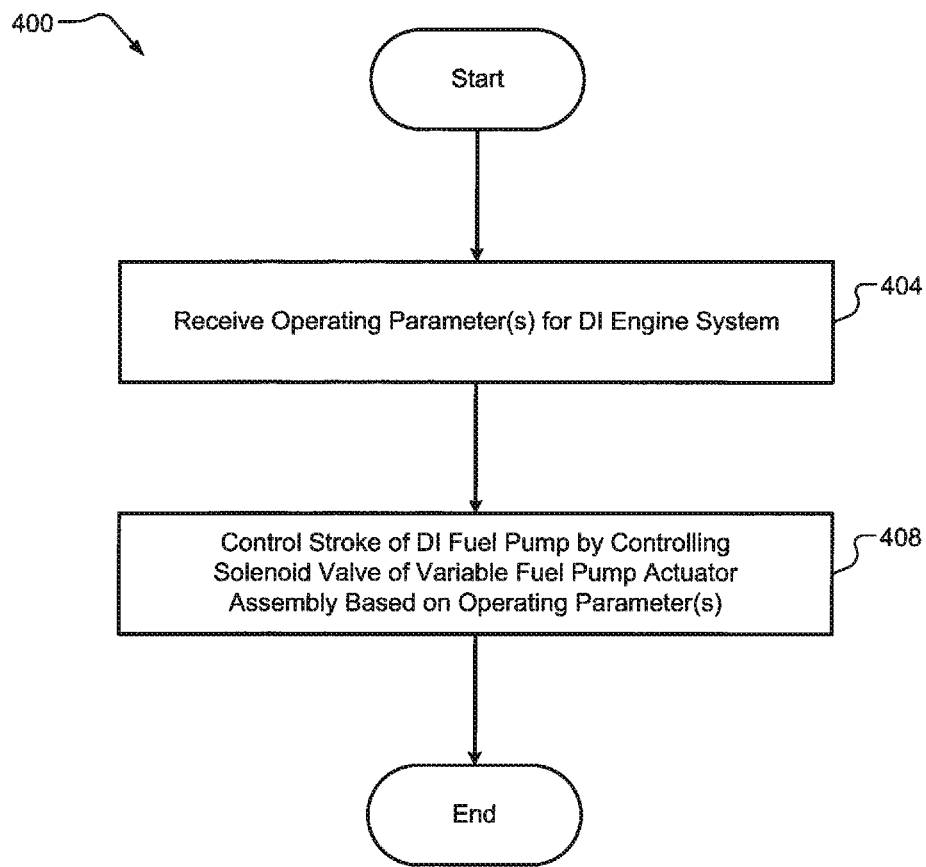 400
Start
Receive Operating Parameter(s) for DI Engine System
404
Control Stroke of DI Fuel Pump by Controlling
Solenoid Valve of Variable Fuel Pump Actuator
Assembly Based on Operating Parameter(s)
408
End